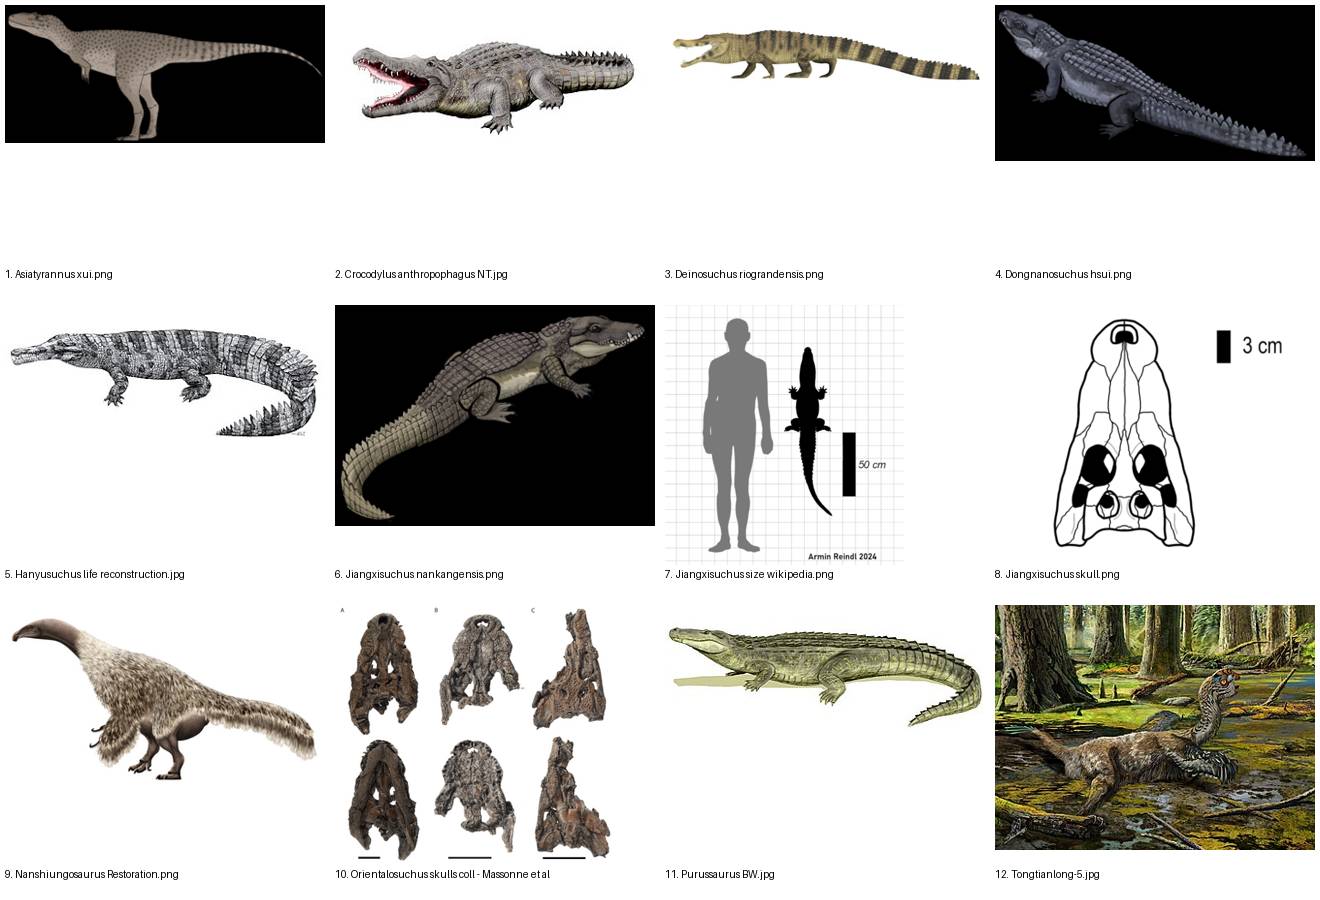 1. Asiatyrannus xui.png
2. Crocodylus anthropophagus NT.jpg
3. Deinosuchus riograndensis.png
4. Dongnanosuchus hsui.png
3 cm
50 cm
Armin Reindl 2024
5. Hanyusuchus life reconstruction.jpg
6. Jiangxisuchus nankangensis.png
7. Jiangxisuchus size wikipedia.png
8. Jiangxisuchus skull.png
A
B
C
9. Nanshiungosaurus Restoration.png
10. Orientalosuchus skulls coll - Massonne et al
11. Purussaurus BW.jpg
12. Tongtianlong-5.jpg